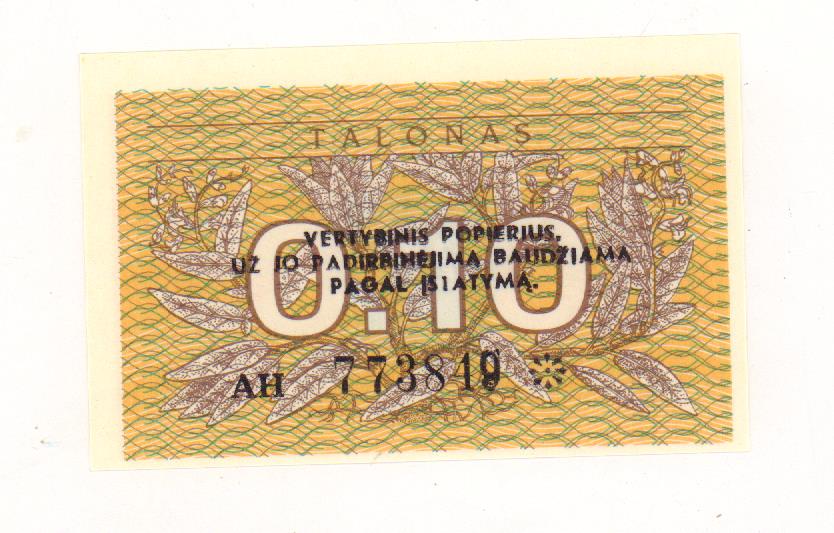 TALONAS
0.10
VERTYBINIS POPIERIUS.
UŽ JO PADIRBINĖJIMĄ BAUDŽIAMA
PAGAL ĮSTATYMĄ.
AH 773819